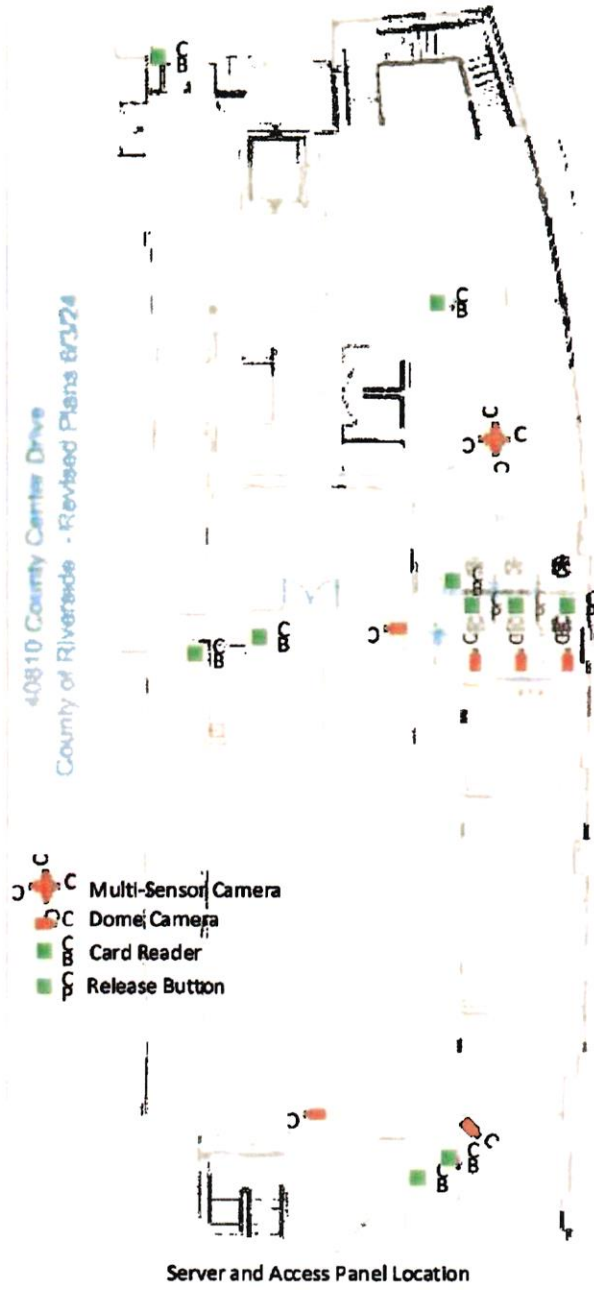 40810 County Center Drive
County of Riverside - Revised Plans 6/3/24
C
B
C
B
C
C
C
C
C
B
C
B
C
B
C
C
C
C
C
Multi-Sensor Camera
C
Dome Camera
C
B
Card Reader
C
P
Release Button
C
C
C
B
C
B
Server and Access Panel Location